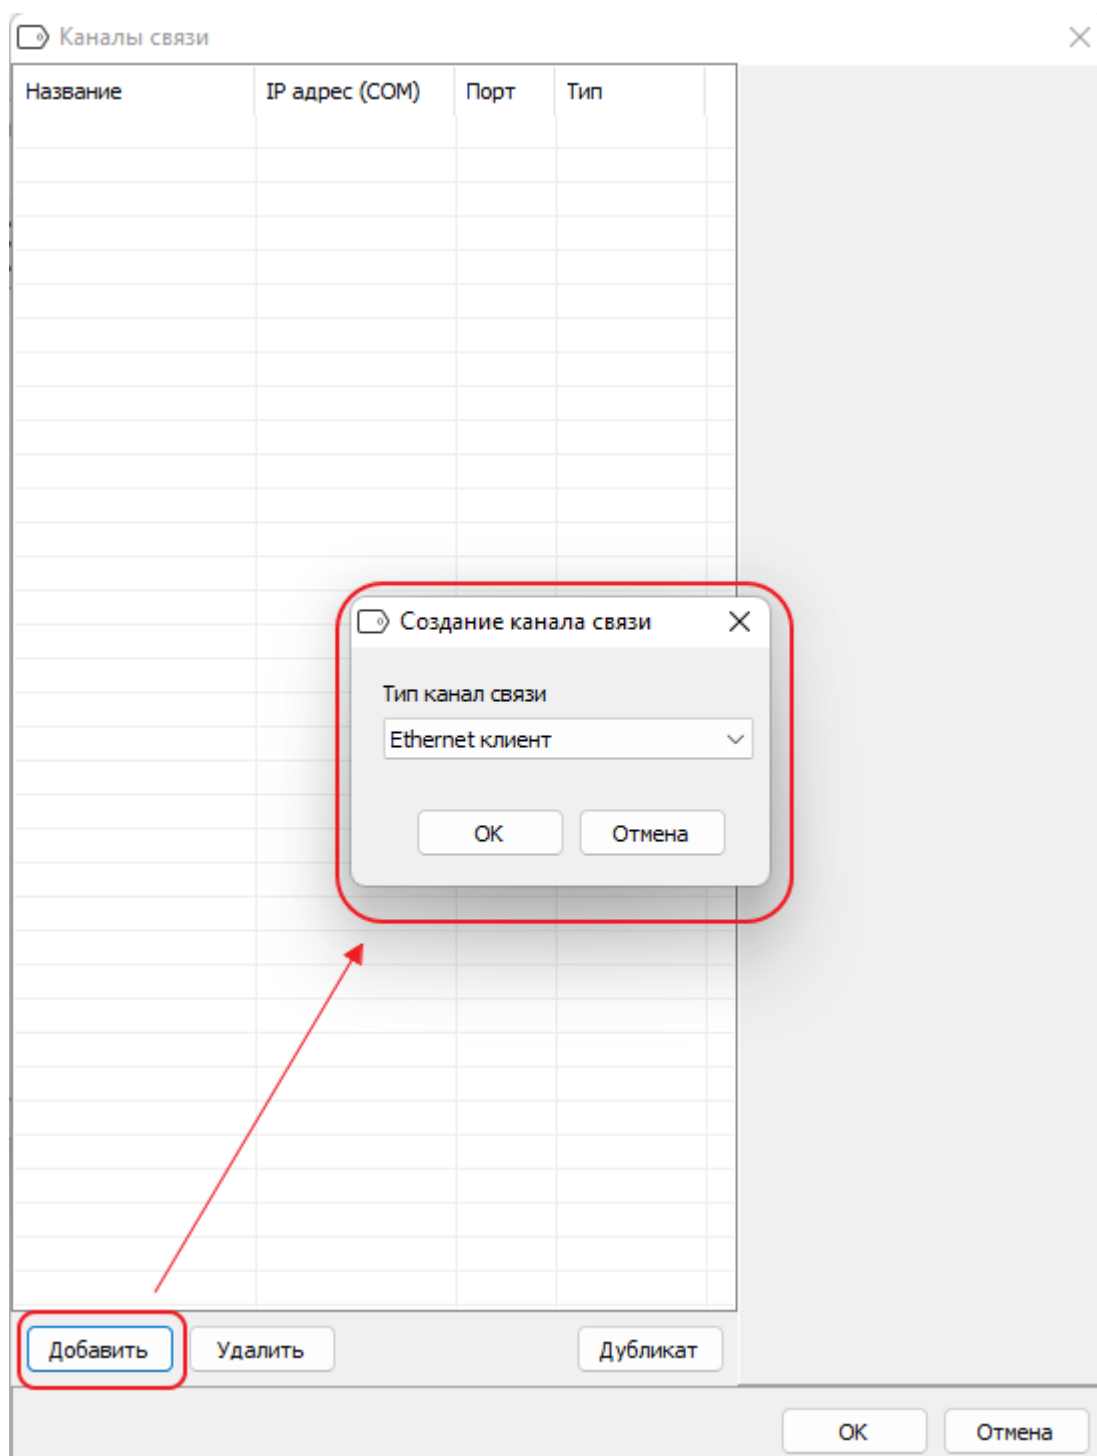 Каналы связи
Название IP адрес (COM) Порт Тип
Создание канала связи
Тип канал связи
Ethernet клиент
OK Отмена
Добавить Удалить Дубликат
OK Отмена